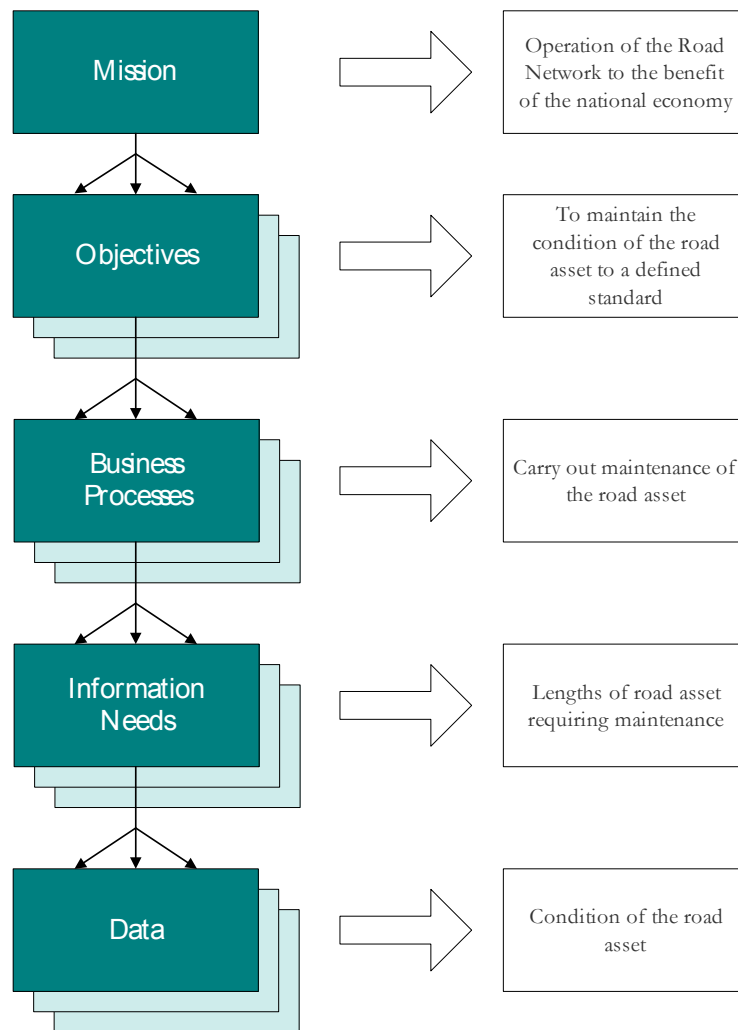 Mission
Operation of the Road
Network to the benefit
of the national economy
Objectives
To maintain the
condition of the road
asset to a defined
standard
Business
Processes
Carry out maintenance of
the road asset
Information
Needs
Lengths of road asset
requiring maintenance
Data
Condition of the road
asset